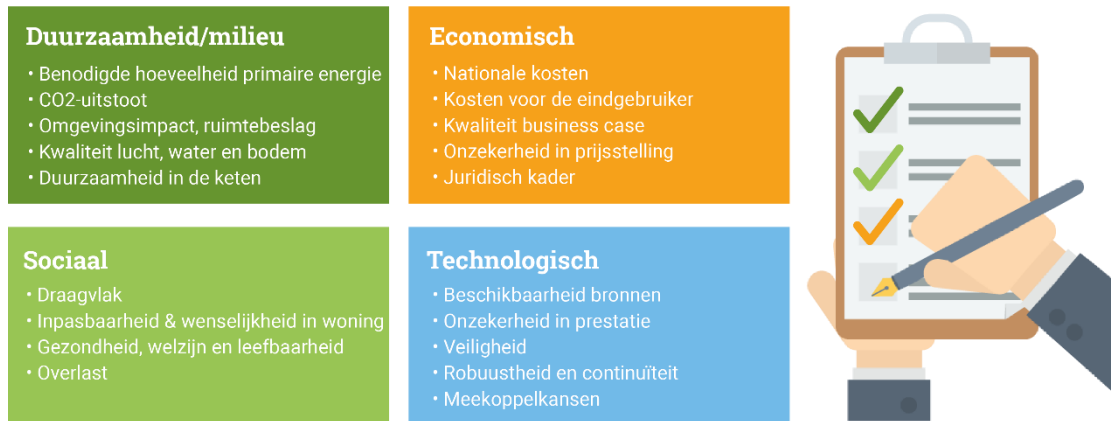 Duurzaamheid/milieu
• Benodigde hoeveelheid primaire energie
• CO2-uitstoot
• Omgevingsimpact, ruimtebeslag
• Kwaliteit lucht, water en bodem
• Duurzaamheid in de keten
Economisch
• Nationale kosten
• Kosten voor de eindgebruiker
• Kwaliteit business case
• Onzekerheid in prijsstelling
• Juridisch kader
Sociaal
• Draagvlak
• Inpasbaarheid & wenselijkheid in woning
• Gezondheid, welzijn en leefbaarheid
• Overlast
Technologisch
• Beschikbaarheid bronnen
• Onzekerheid in prestatie
• Veiligheid
• Robuustheid en continuïteit
• Meekoppelkansen